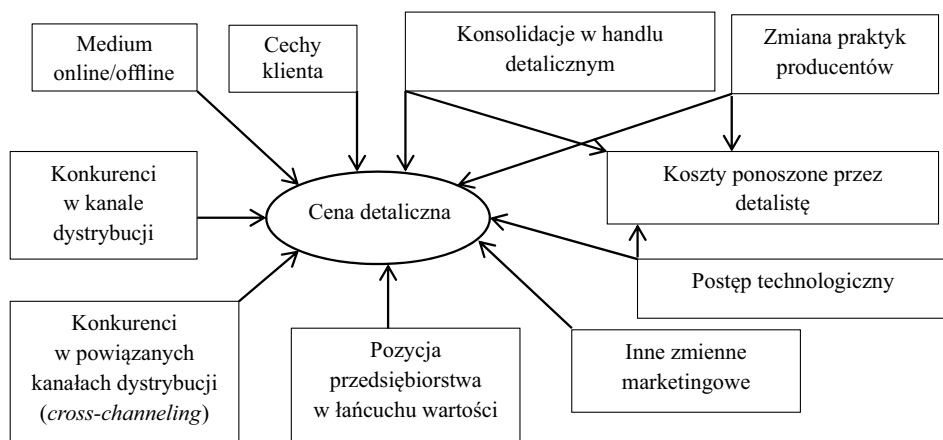 Medium
online/offline
Cechy
klienta
Konsolidacje w handlu
detalicznym
Zmiana praktyk
producentów
Konkurenci
w kanale
dystrybucji
Cena detaliczna
Koszty ponoszone przez
detalistę
Postęp technologiczny
Konkurenci
w powiązanych
kanałach dystrybucji
(cross-channeling)
Pozycja
przedsiębiorstwa
w łańcuchu wartości
Inne zmienne
marketingowe